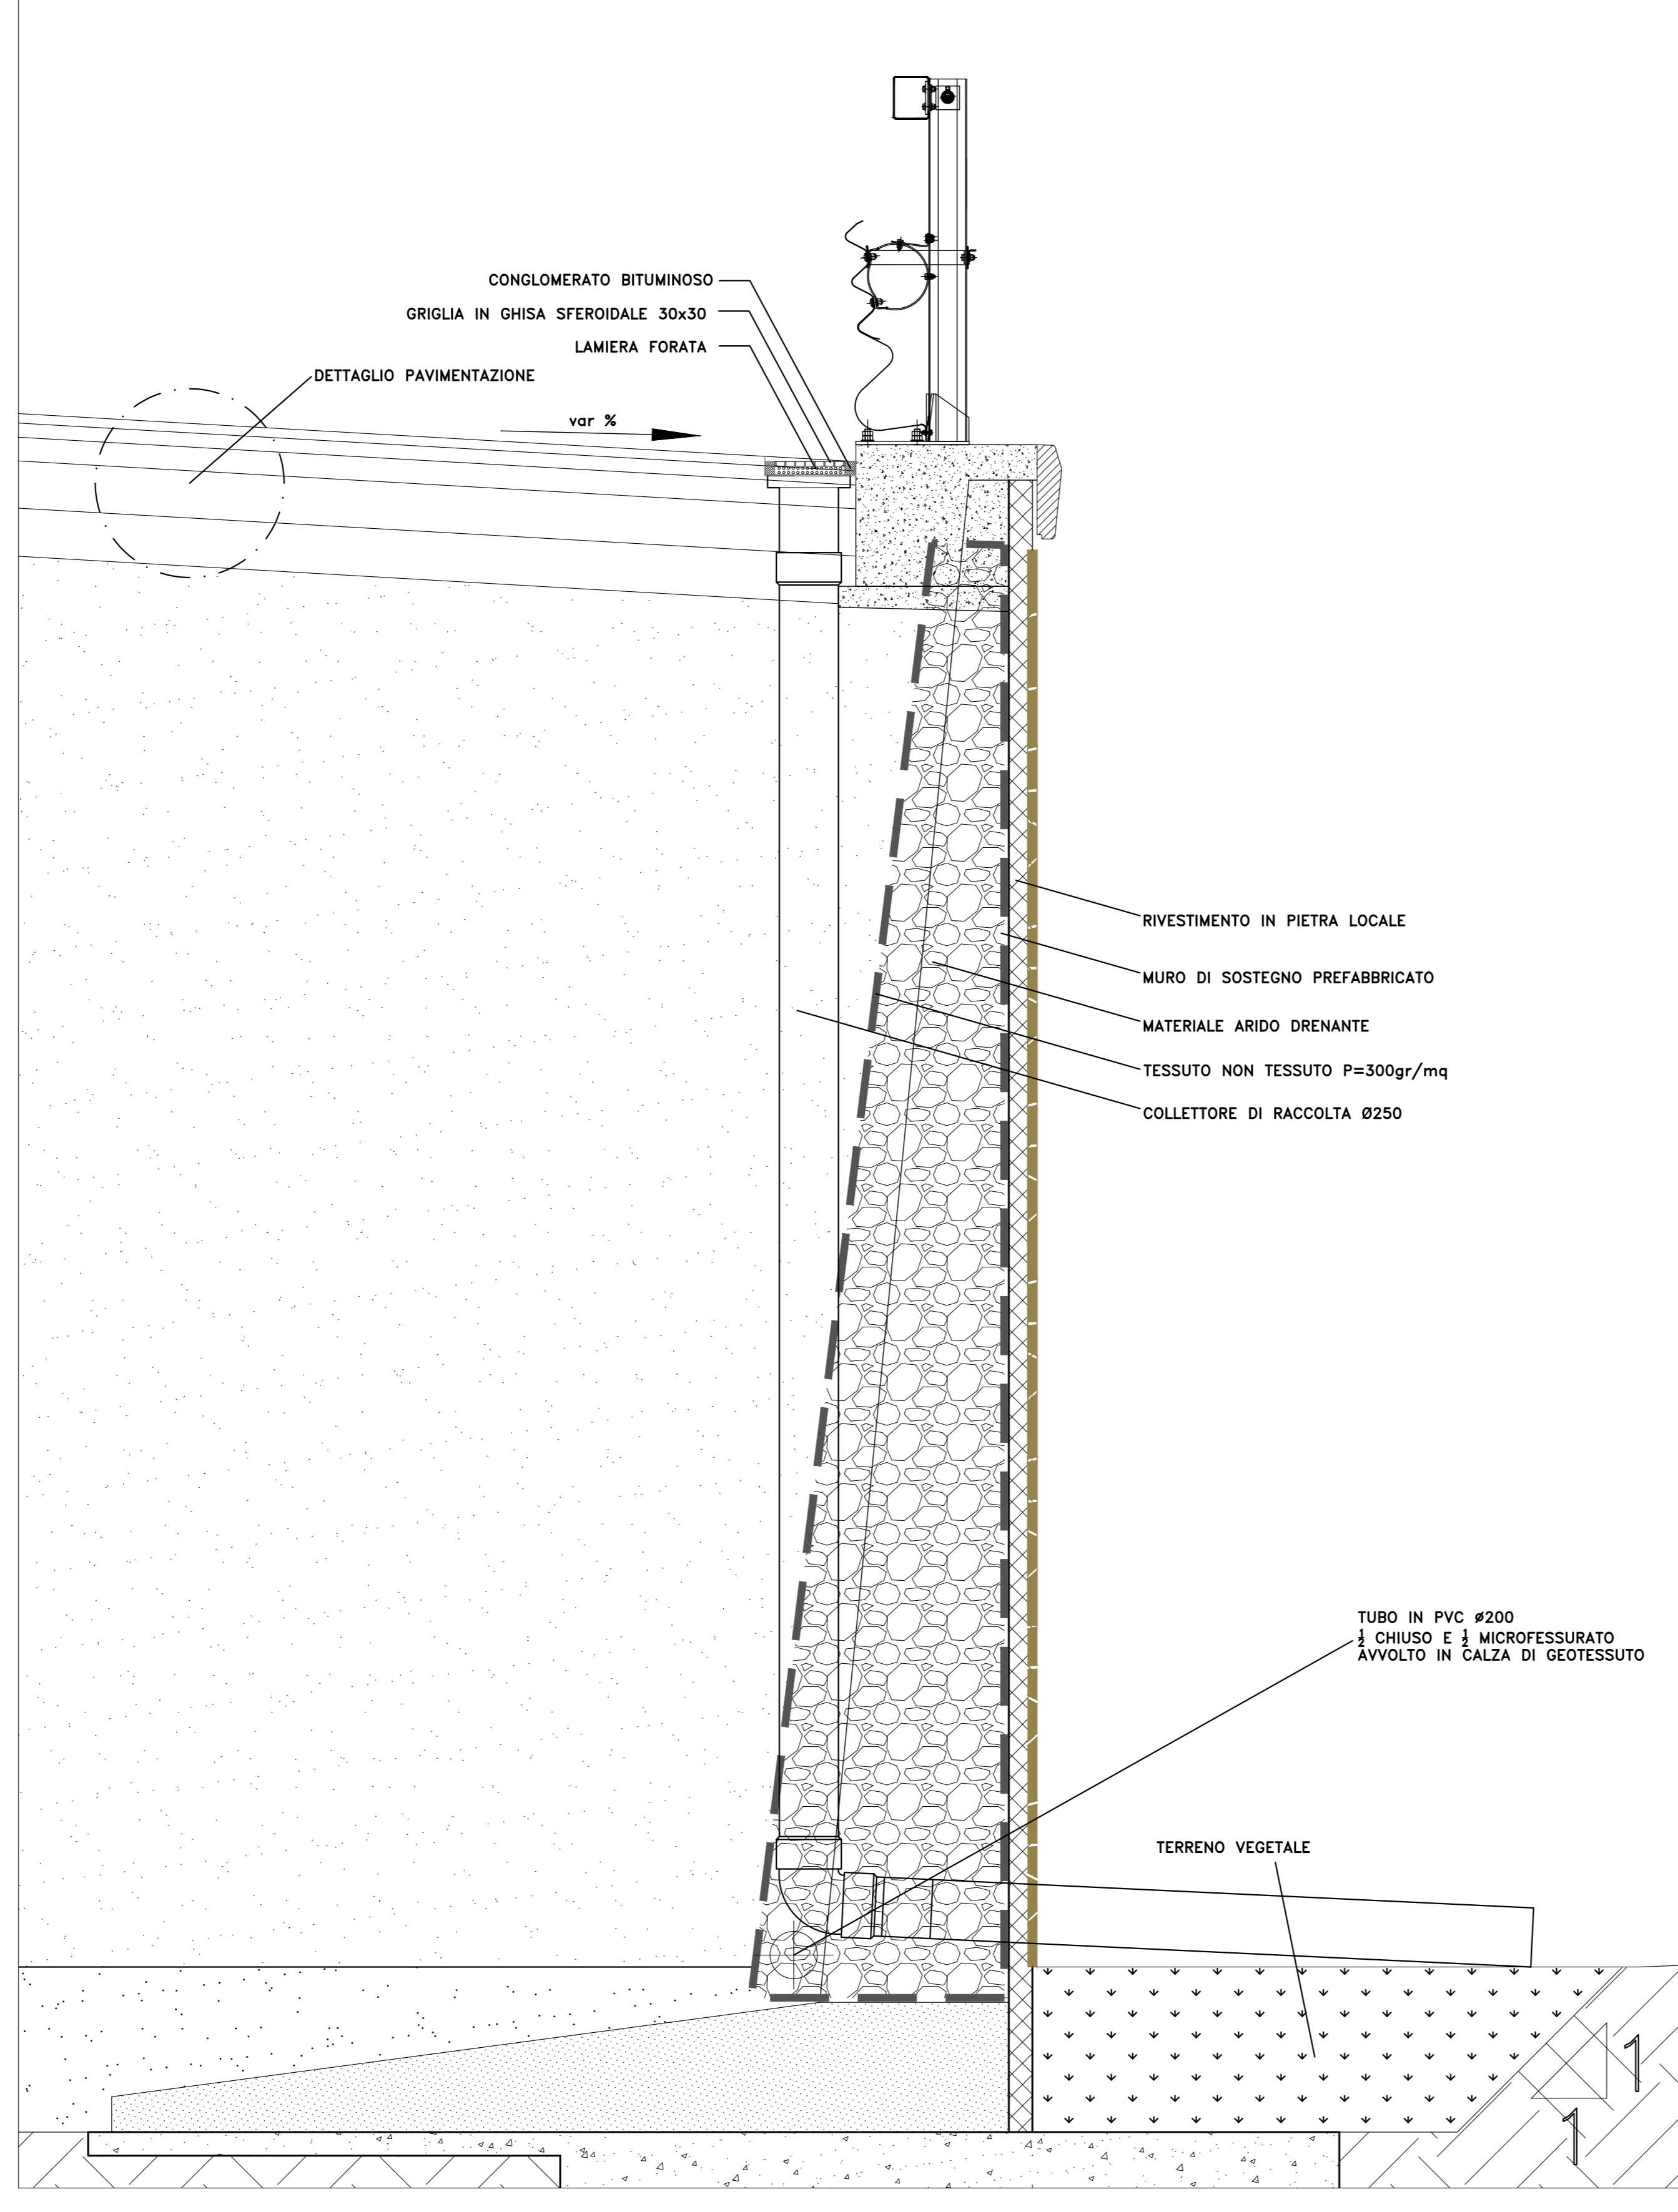 CONGLOMERATO BITUMINOSO
GRIGLIA IN GHISA SFEROIDALE 30x30
LAMIERA FORATA
DETTAGLIO PAVIMENTAZIONE
var %
RIVESTIMENTO IN PIETRA LOCALE
MURO DI SOSTEGNO PREFABBRICATO
MATERIALE ARIDO DRENANTE
TESSUTO NON TESSUTO P=300gr/mq
COLLETTORE DI RACCOLTA Ø250
TUBO IN PVC Ø200
½ CHIUSO E ½ MICROFESSURATO
AVVOLTO IN CALZA DI GEOTESSUTO
TERRENO VEGETALE
1
1